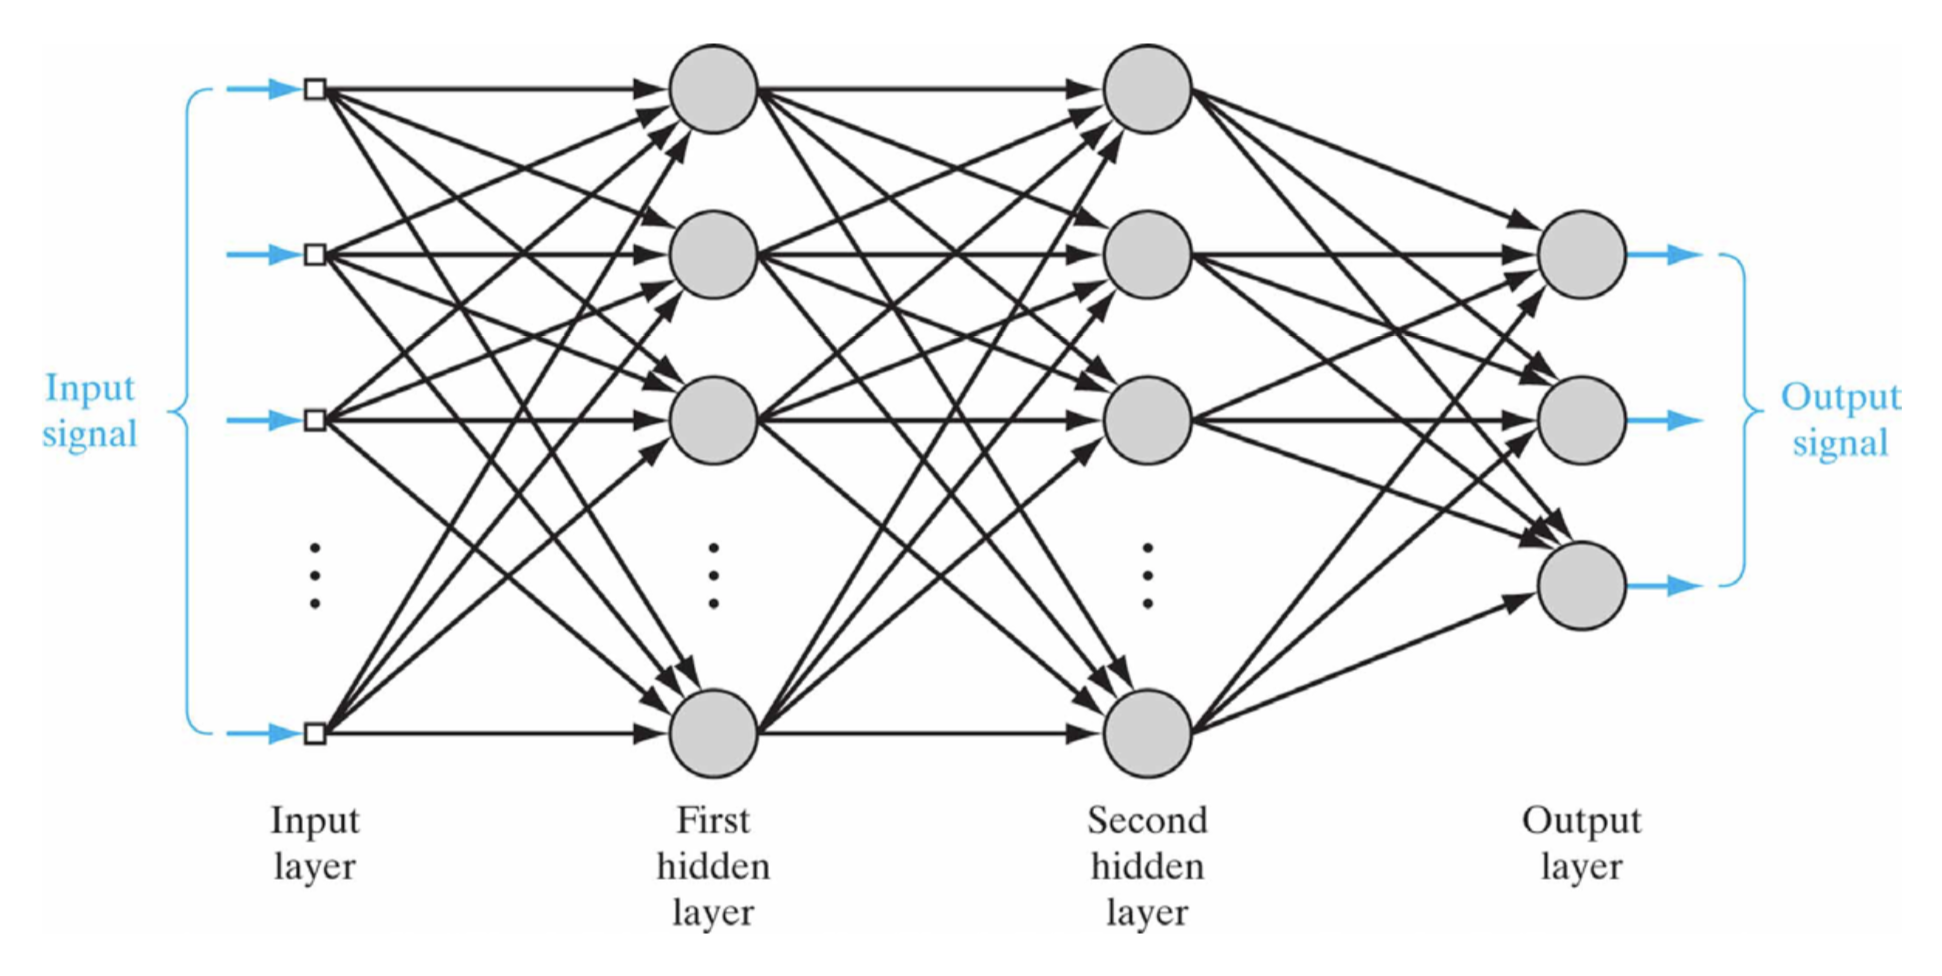 Input
signal
Output
signal
Input
layer
First
hidden
layer
Second
hidden
layer
Output
layer